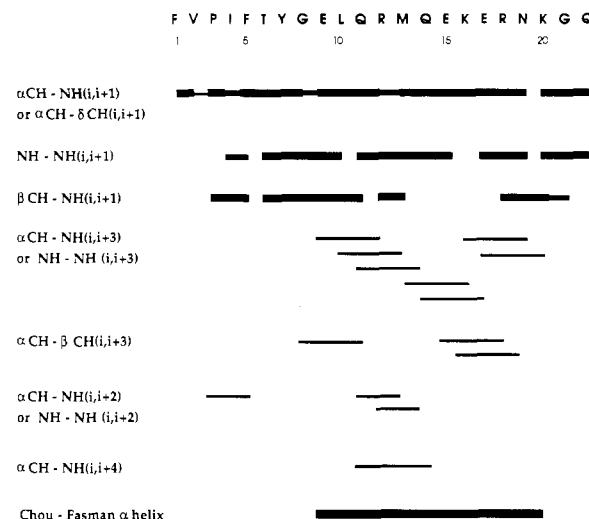 F V P I F T Y G E L Q R M Q E K E R N K G Q
1 5 10 15 20
αCH - NH(i,i+1)
or αCH - δCH(i,i+1)
NH - NH(i,i+1)
βCH - NH(i,i+1)
αCH - NH(i,i+3)
or NH - NH (i,i+3)
αCH - β CH(i,i+3)
αCH - NH(i,i+2)
or NH - NH (i,i+2)
αCH - NH(i,i+4)
Chou - Fasman α helix